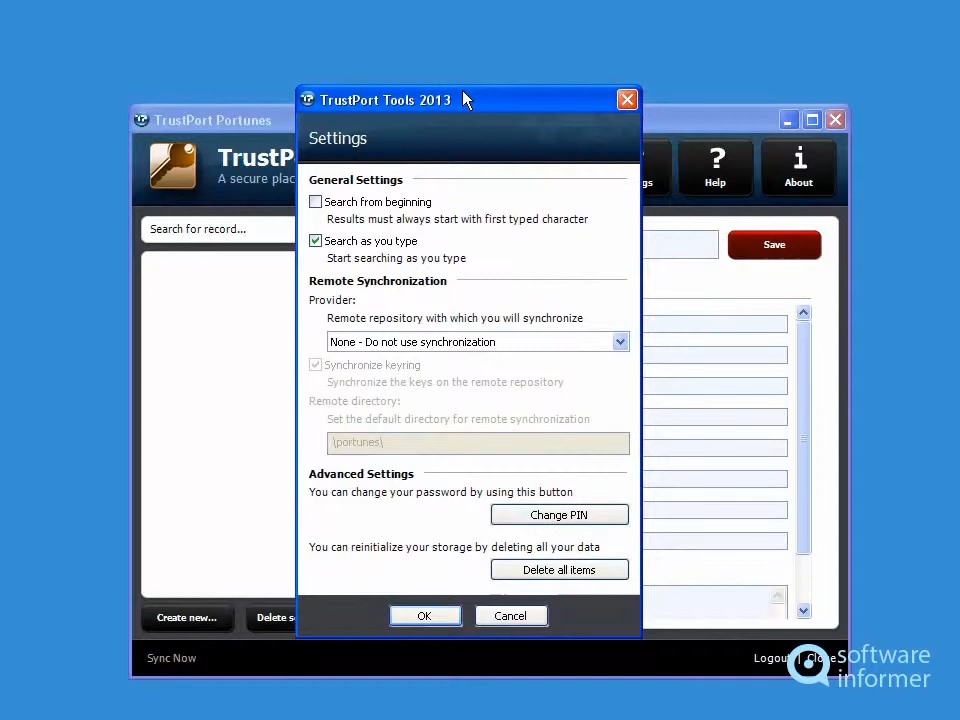 TrustPort Tools 2013
TrustPort Portunes
Settings
TrustP
A secure plac
gs
Help
About
General Settings
Search from beginning
Results must always start with first typed character
Search for record...
Save
Search as you type
Start searching as you type
Remote Synchronization
Provider:
Remote repository with which you will synchronize
None - Do not use synchronization
Synchronize keyring
Synchronize the keys on the remote repository
Remote directory:
Set the default directory for remote synchronization
\portunes\
Advanced Settings
You can change your password by using this button
Change PIN
You can reinitialize your storage by deleting all your data
Delete all items
OK
Cancel
Create new...
Delete se
Sync Now
Logout | Close
software
informer